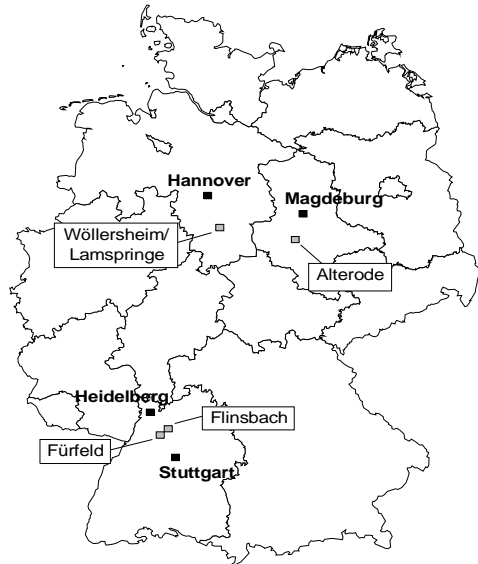 Hannover
Magdeburg
Wöllersheim/
Lamspringe
Alterode
Heidelberg
Flinsbach
Fürfeld
Stuttgart